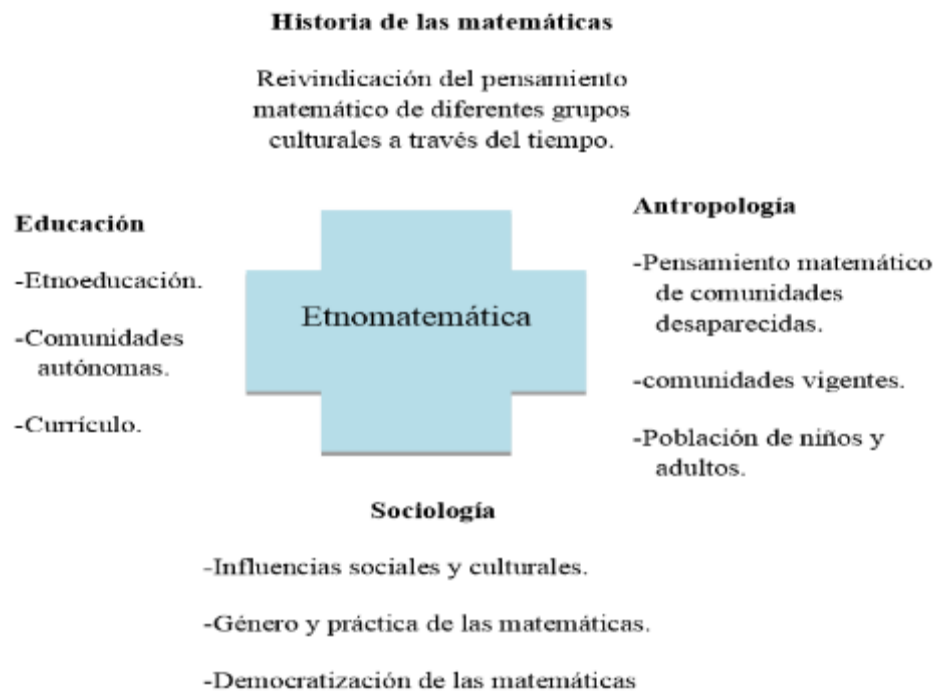 Historia de las matemáticas
Reivindicación del pensamiento
matemático de diferentes grupos
culturales a través del tiempo.
Educación
-Etnoeducación.
-Comunidades
autónomas.
-Currículo.
Etnomatemática
Antropología
-Pensamiento matemático
de comunidades
desaparecidas.
-comunidades vigentes.
-Población de niños y
adultos.
Sociología
-Influencias sociales y culturales.
-Género y práctica de las matemáticas.
-Democratización de las matemáticas